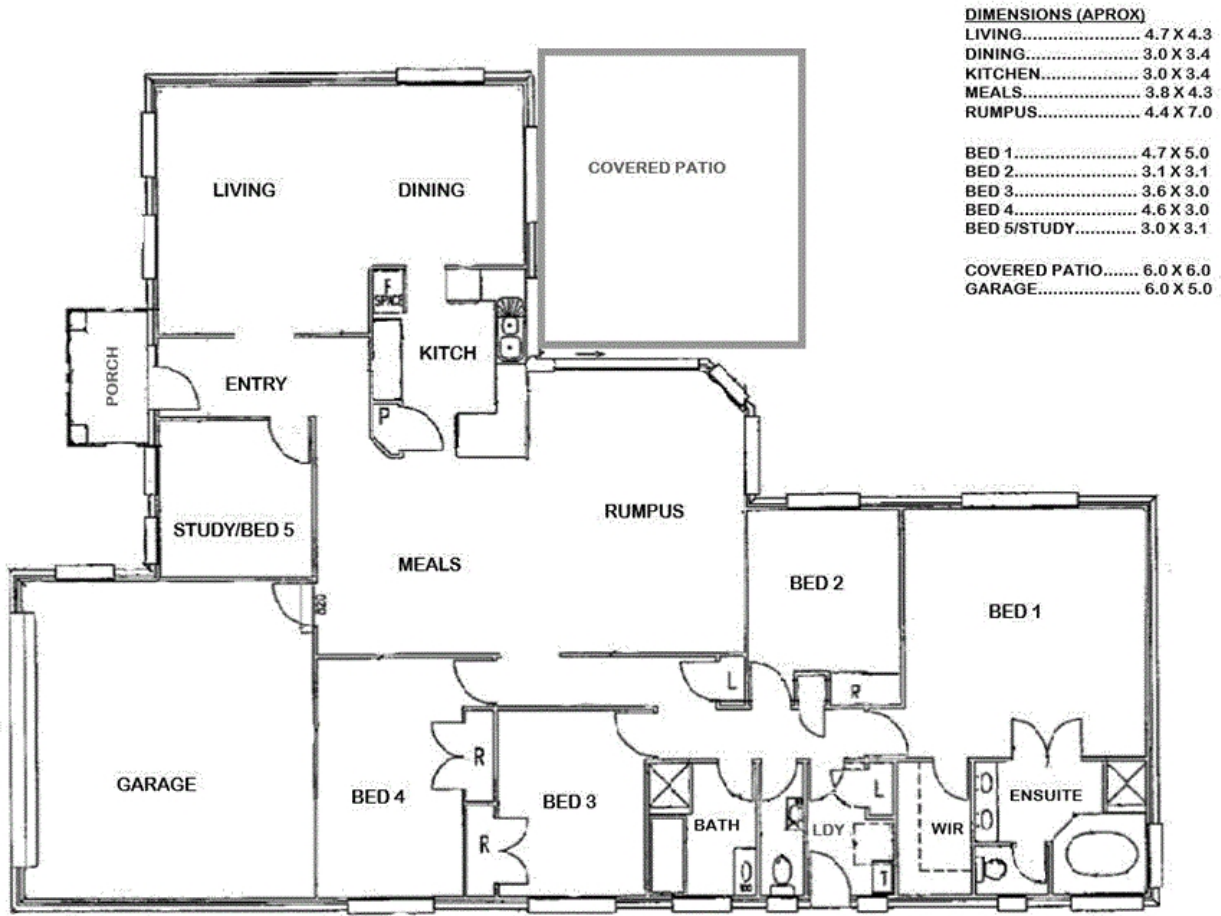 DIMENSIONS (APROX)
LIVING...................... 4.7 X 4.3
DINING...................... 3.0 X 3.4
KITCHEN.................. 3.0 X 3.4
MEALS...................... 3.8 X 4.3
RUMPUS.................. 4.4 X 7.0
BED 1....................... 4.7 X 5.0
BED 2....................... 3.1 X 3.1
BED 3....................... 3.6 X 3.0
BED 4....................... 4.6 X 3.0
BED 5/STUDY............ 3.0 X 3.1
COVERED PATIO....... 6.0 X 6.0
GARAGE.................... 6.0 X 5.0
COVERED PATIO
LIVING
DINING
F
SPACE
KITCH
PORCH
ENTRY
P
STUDY/BED 5
RUMPUS
MEALS
BED 2
BED 1
820
L
R
GARAGE
BED 4
R
BED 3
R
BATH
LDY
L
T
WIR
ENSUITE